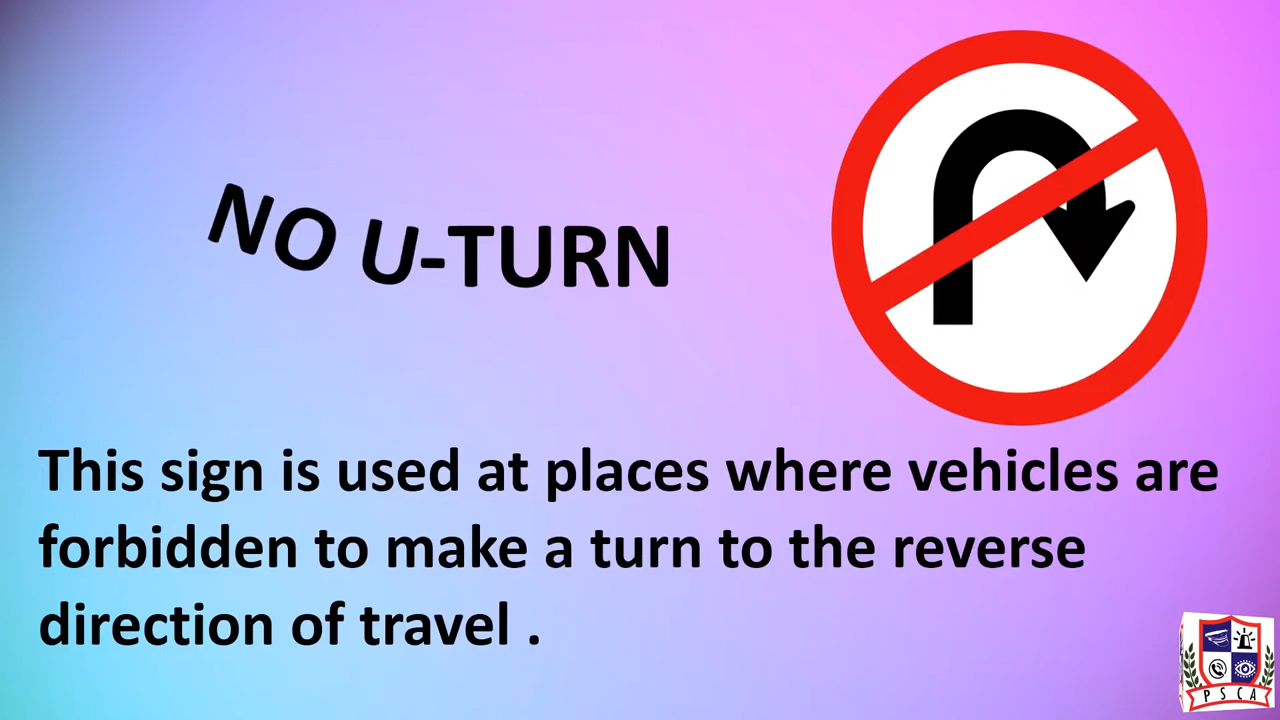 NO U-TURN
This sign is used at places where vehicles are
forbidden to make a turn to the reverse
direction of travel .
PSCA